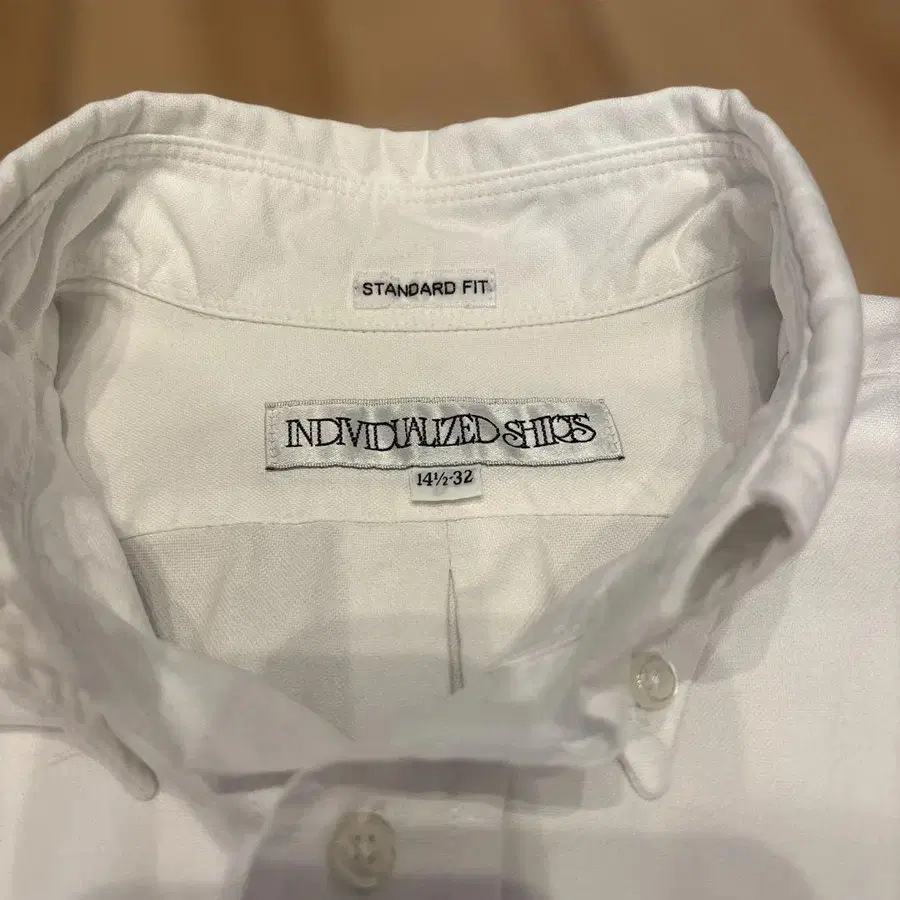 STANDARD FIT
INDIVIDUALIZED SHIRTS
14½-32